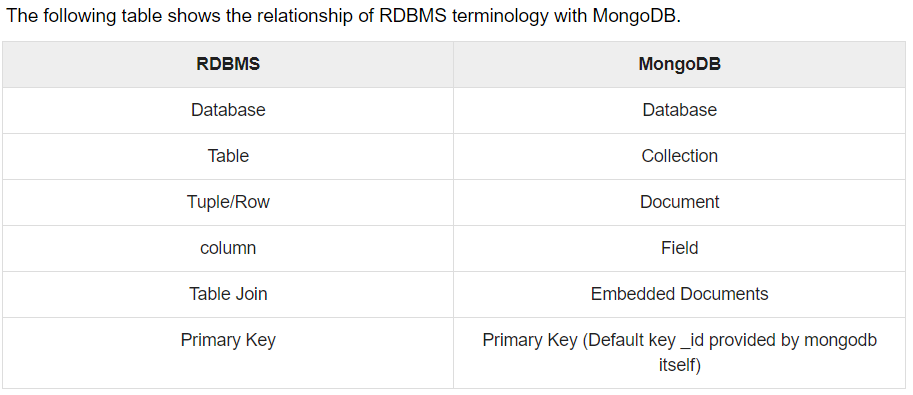 The following table shows the relationship of RDBMS terminology with MongoDB.
RDBMS MongoDB
Database Database
Table Collection
Tuple/Row Document
column Field
Table Join Embedded Documents
Primary Key Primary Key (Default key _id provided by mongodb
itself)